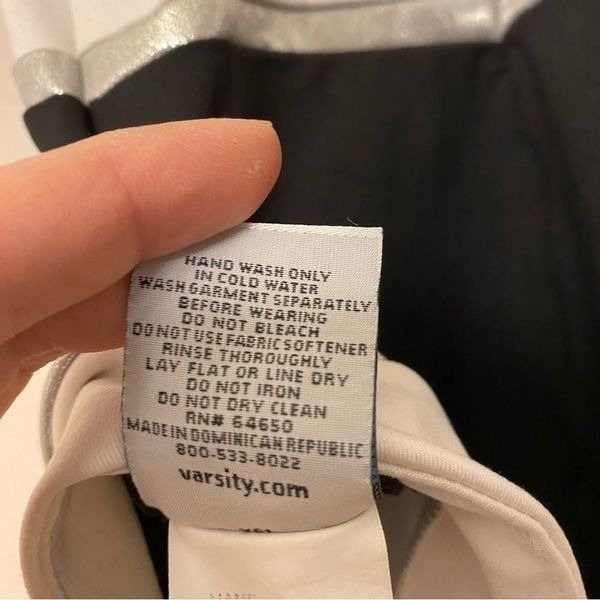 HAND WASH ONLY
IN COLD WATER
WASH GARMENT SEPARATELY
BEFORE WEARING
DO NOT BLEACH
DO NOT USE FABRIC SOFTENER
RINSE THOROUGHLY
LAY FLAT OR LINE DRY
DO NOT IRON
DO NOT DRY CLEAN
RN# 64650
MADE IN DOMINICAN REPUBLIC
800-533-8022
varsity.com